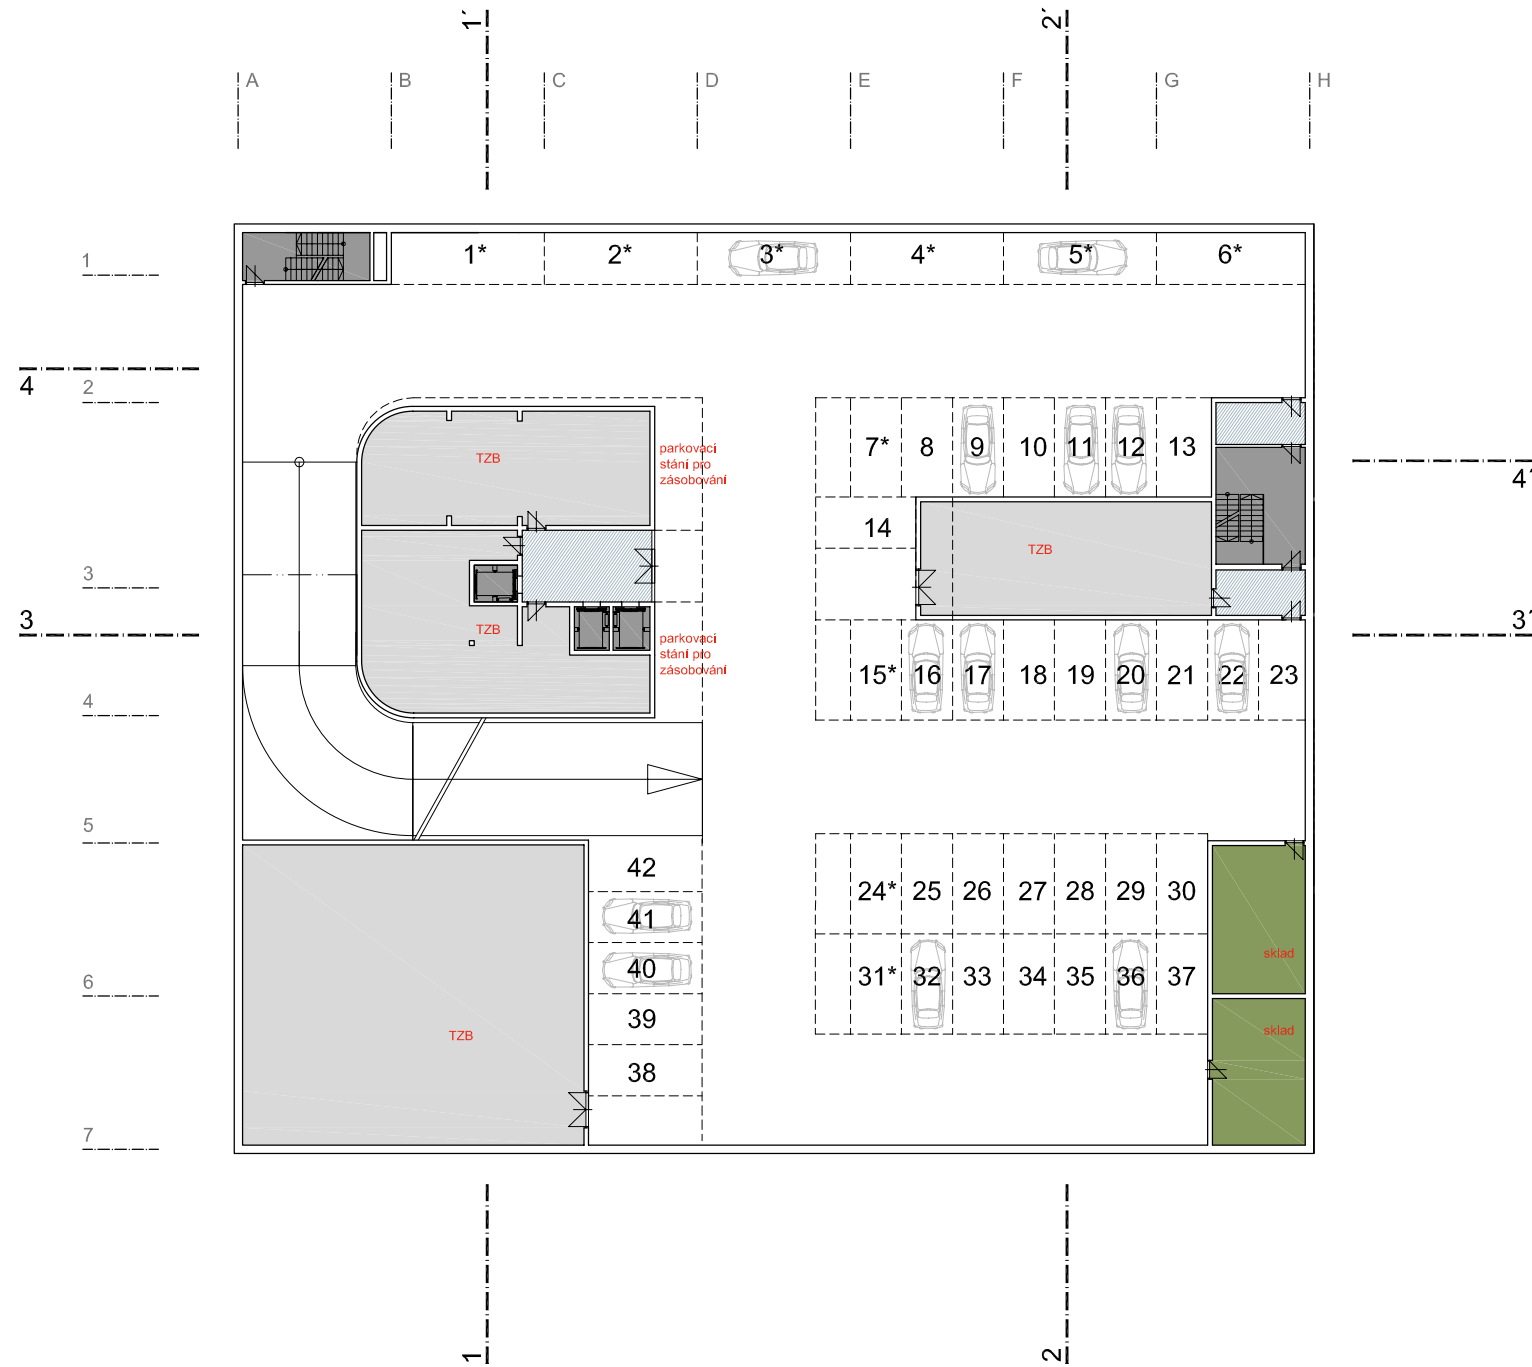 1´ 2´
A B C D E F G H
1
1* 2* 3* 4* 5* 6*
4
2
7* 8 9 10 11 12 13
parkovací
stání pro
zásobování
TZB
4´
14
TZB
3
3
TZB
parkovací
stání pro
zásobování
3´
15* 16 17 18 19 20 21 22 23
4
5
42
24* 25 26 27 28 29 30
41
sklad
40
31* 32 33 34 35 36 37
6
39
sklad
TZB
38
7
1 2